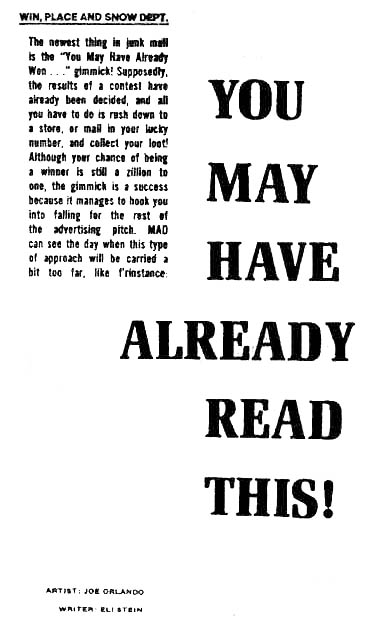 WIN, PLACE AND SNOW DEPT.
The newest thing in junk mail
is the "You May Have Already
Won . . ." gimmick! Supposedly,
the results of a contest have
already been decided, and all
you have to do is rush down to
a store, or mail in your lucky
number, and collect your loot!
Although your chance of being
a winner is still a zillion to
one, the gimmick is a success
because it manages to hook you
into falling for the rest of
the advertising pitch. MAD
can see the day when this type
of approach will be carried a
bit too far, like f'rinstance:
YOU
MAY
HAVE
ALREADY
READ
THIS!
ARTIST: JOE ORLANDO
WRITER: ELI STEIN